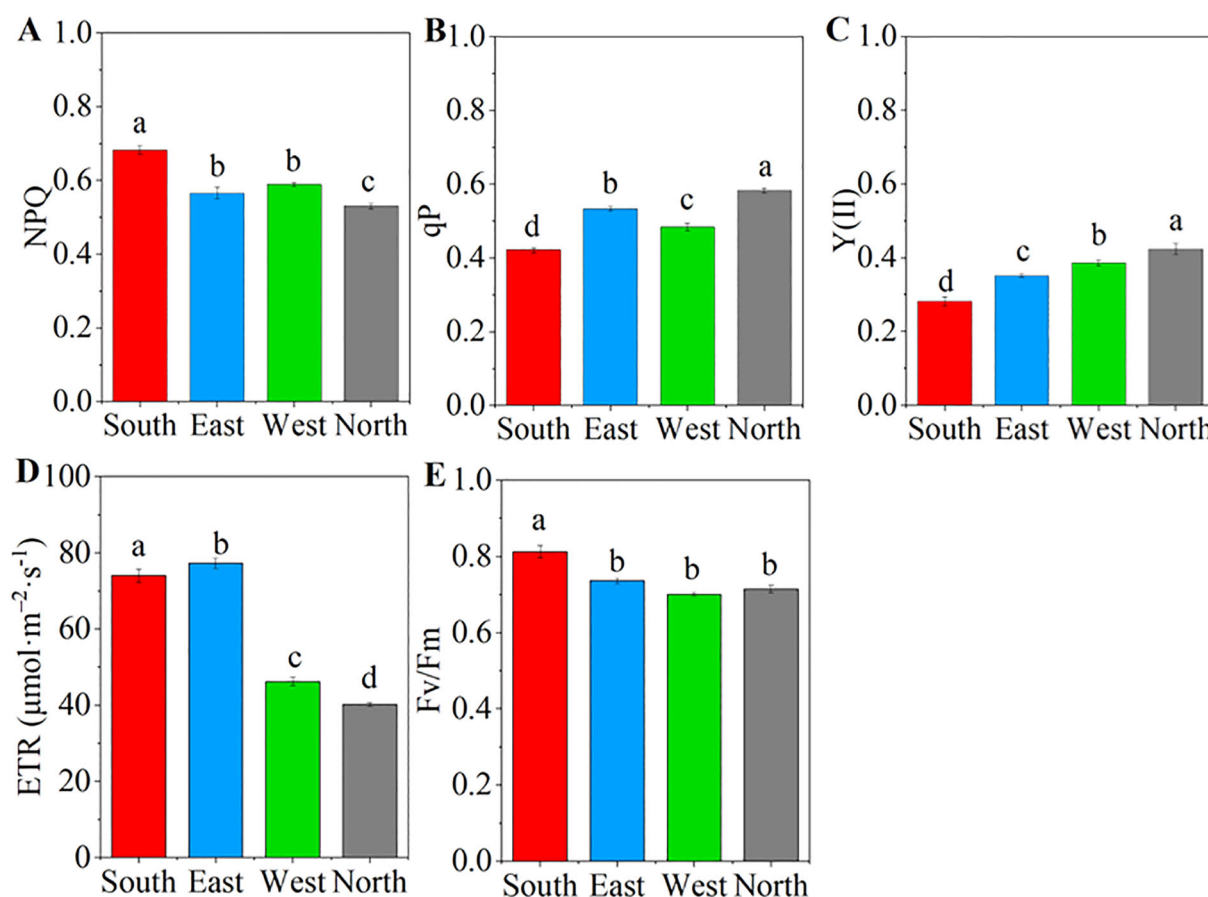 A
NPQ
1.0
0.8
0.6
0.4
0.2
0.0
a
b
b
c
South East West North
B
qP
1.0
0.8
0.6
0.4
0.2
0.0
d
b
c
a
South East West North
C
Y(II)
1.0
0.8
0.6
0.4
0.2
0.0
d
c
b
a
South East West North
D
ETR (μmol·m⁻²·s⁻¹)
100
80
60
40
20
0
a
b
c
d
South East West North
E
Fv/Fm
1.0
0.8
0.6
0.4
0.2
0.0
a
b
b
b
South East West North